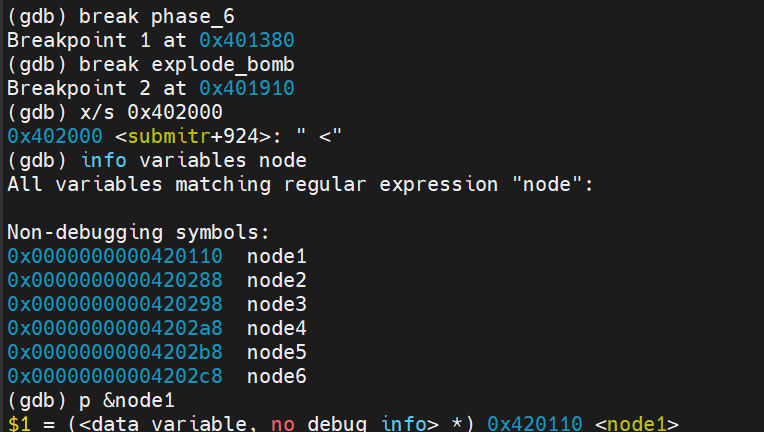 (gdb) break phase_6
Breakpoint 1 at 0x401380
(gdb) break explode_bomb
Breakpoint 2 at 0x401910
(gdb) x/s 0x402000
0x402000 <submitr+924>: " <"
(gdb) info variables node
All variables matching regular expression "node":

Non-debugging symbols:
0x0000000000420110  node1
0x0000000000420288  node2
0x0000000000420298  node3
0x00000000004202a8  node4
0x00000000004202b8  node5
0x00000000004202c8  node6
(gdb) p &node1
$1 = (<data variable, no debug info> *) 0x420110 <node1>